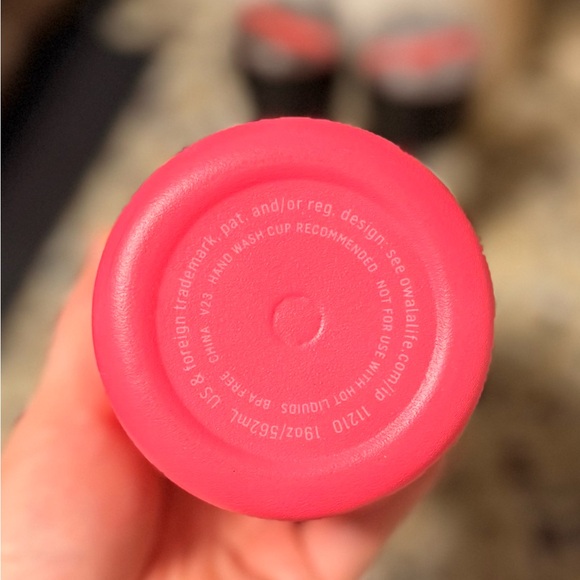 US & foreign trademark, pat. and/or reg. design: see owalalife.com/ip 11210 19oz/562mL
HAND WASH CUP RECOMMENDED NOT FOR USE WITH HOT LIQUIDS BPA FREE CHINA V23